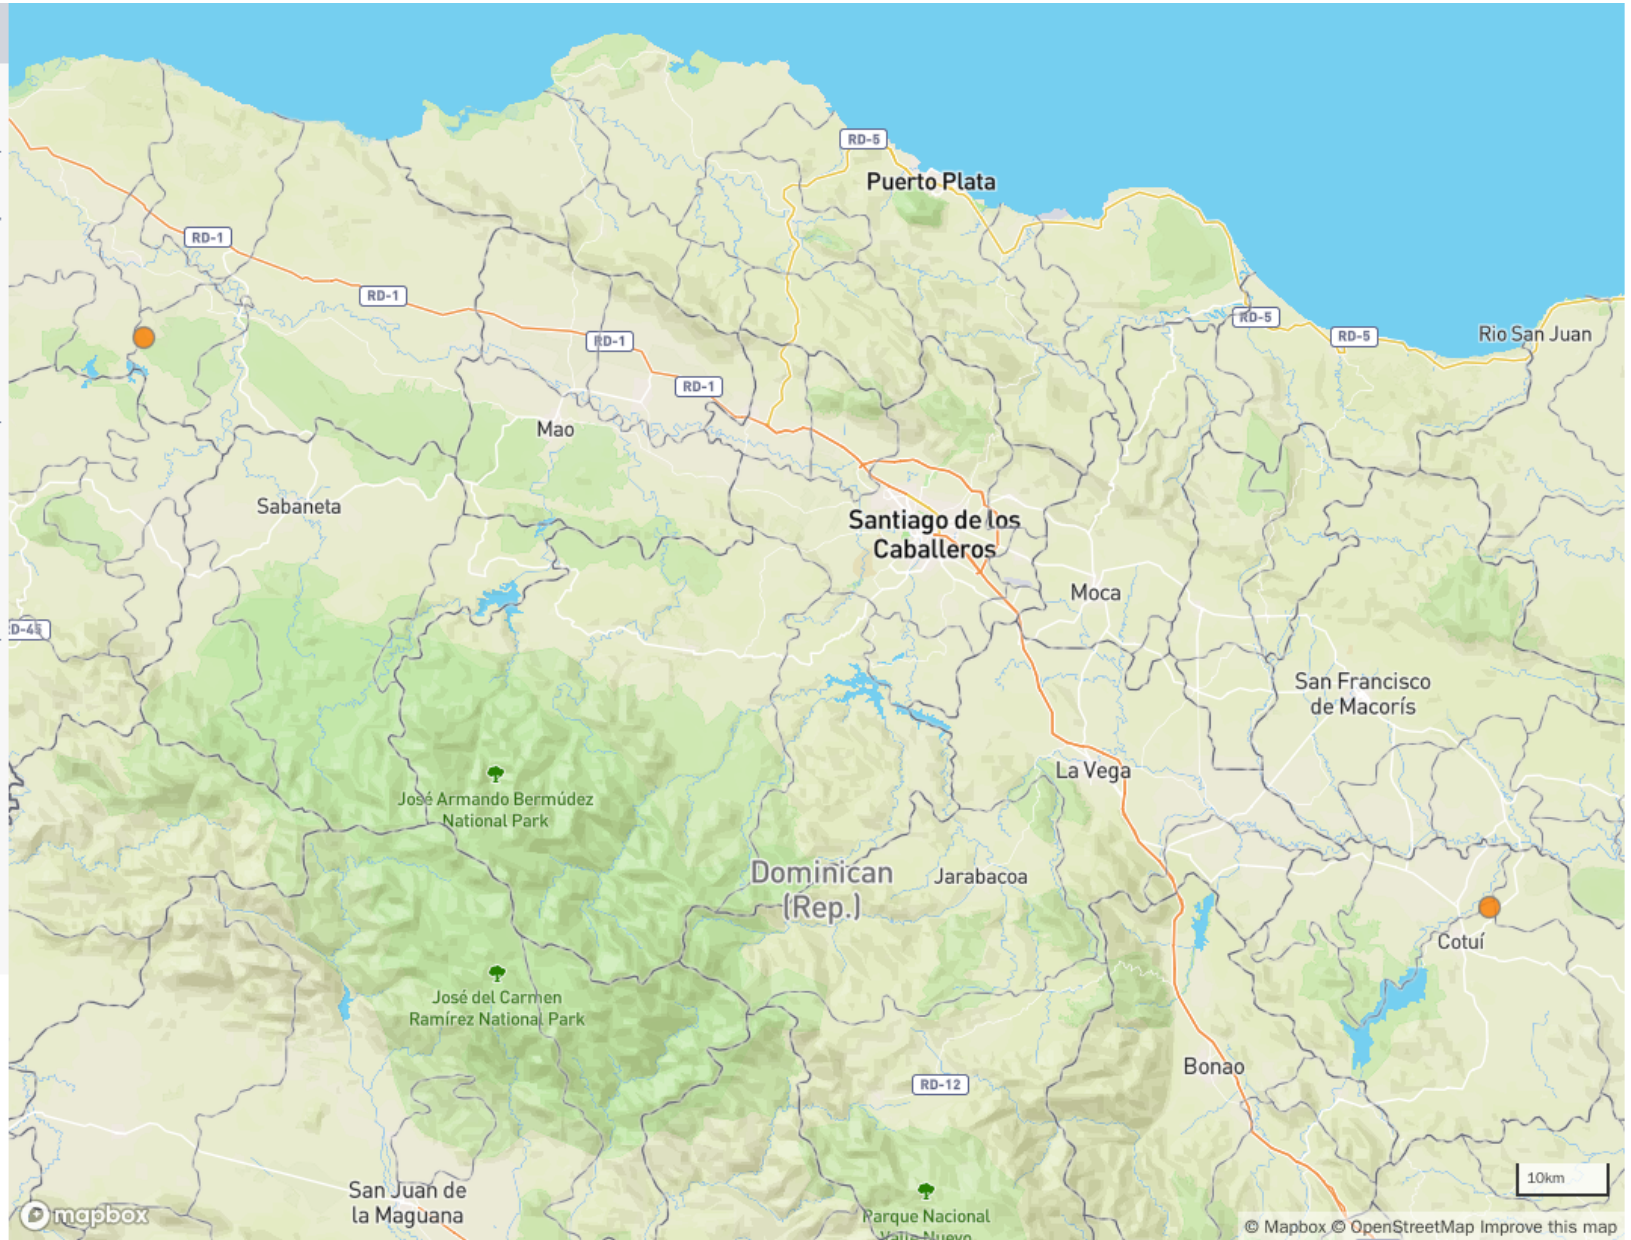 RD-5
Puerto Plata
RD-1
RD-1
RD-5
RD-5
Rio San Juan
RD-1
RD-1
Mao
Sabaneta
Santiago de los
Caballeros
Moca
D-45
San Francisco
de Macorís
La Vega
José Armando Bermúdez
National Park
Dominican
(Rep.)
Jarabacoa
Cotuí
José del Carmen
Ramírez National Park
Bonao
RD-12
10km
San Juan de
la Maguana
Parque Nacional
Valle Nuevo
mapbox
© Mapbox © OpenStreetMap Improve this map